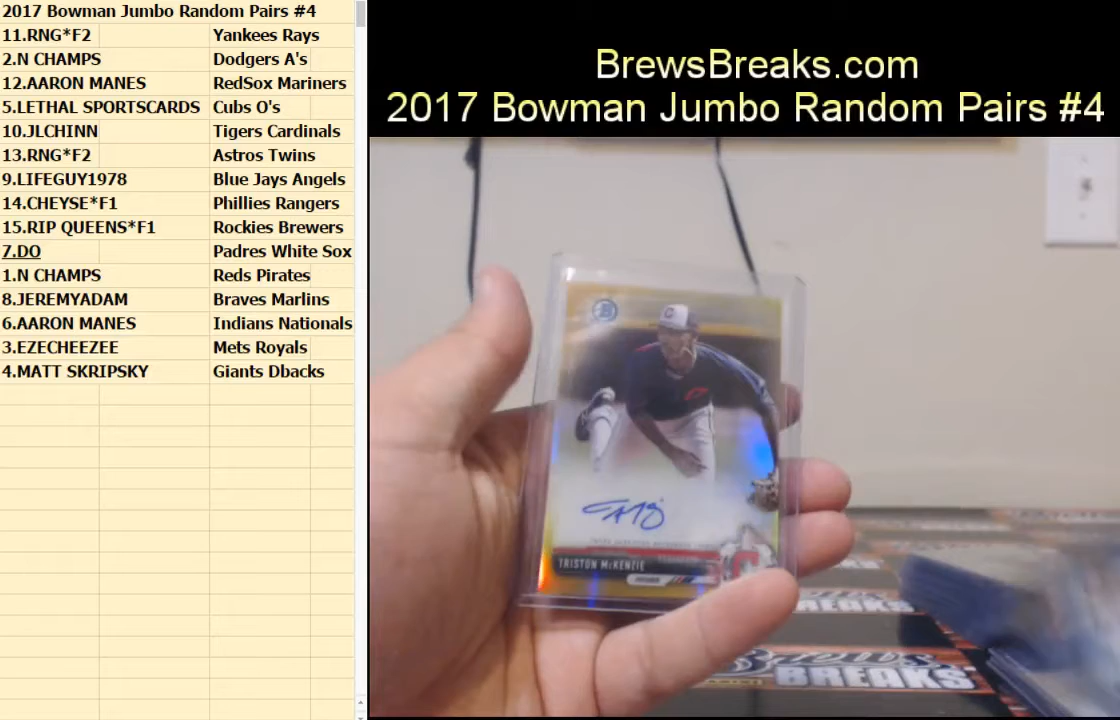 2017 Bowman Jumbo Random Pairs #4
11.RNG*F2 Yankees Rays
2.N CHAMPS Dodgers A's
12.AARON MANES RedSox Mariners
5.LETHAL SPORTSCARDS Cubs O's
10.JLCHINN Tigers Cardinals
13.RNG*F2 Astros Twins
9.LIFEGUY1978 Blue Jays Angels
14.CHEYSE*F1 Phillies Rangers
15.RIP QUEENS*F1 Rockies Brewers
7.DO Padres White Sox
1.N CHAMPS Reds Pirates
8.JEREMYADAM Braves Marlins
6.AARON MANES Indians Nationals
3.EZECHEEZEE Mets Royals
4.MATT SKRIPSKY Giants Dbacks
BrewsBreaks.com
2017 Bowman Jumbo Random Pairs #4
B
C
TRISTON McKENZIE
Brews
BREAKS